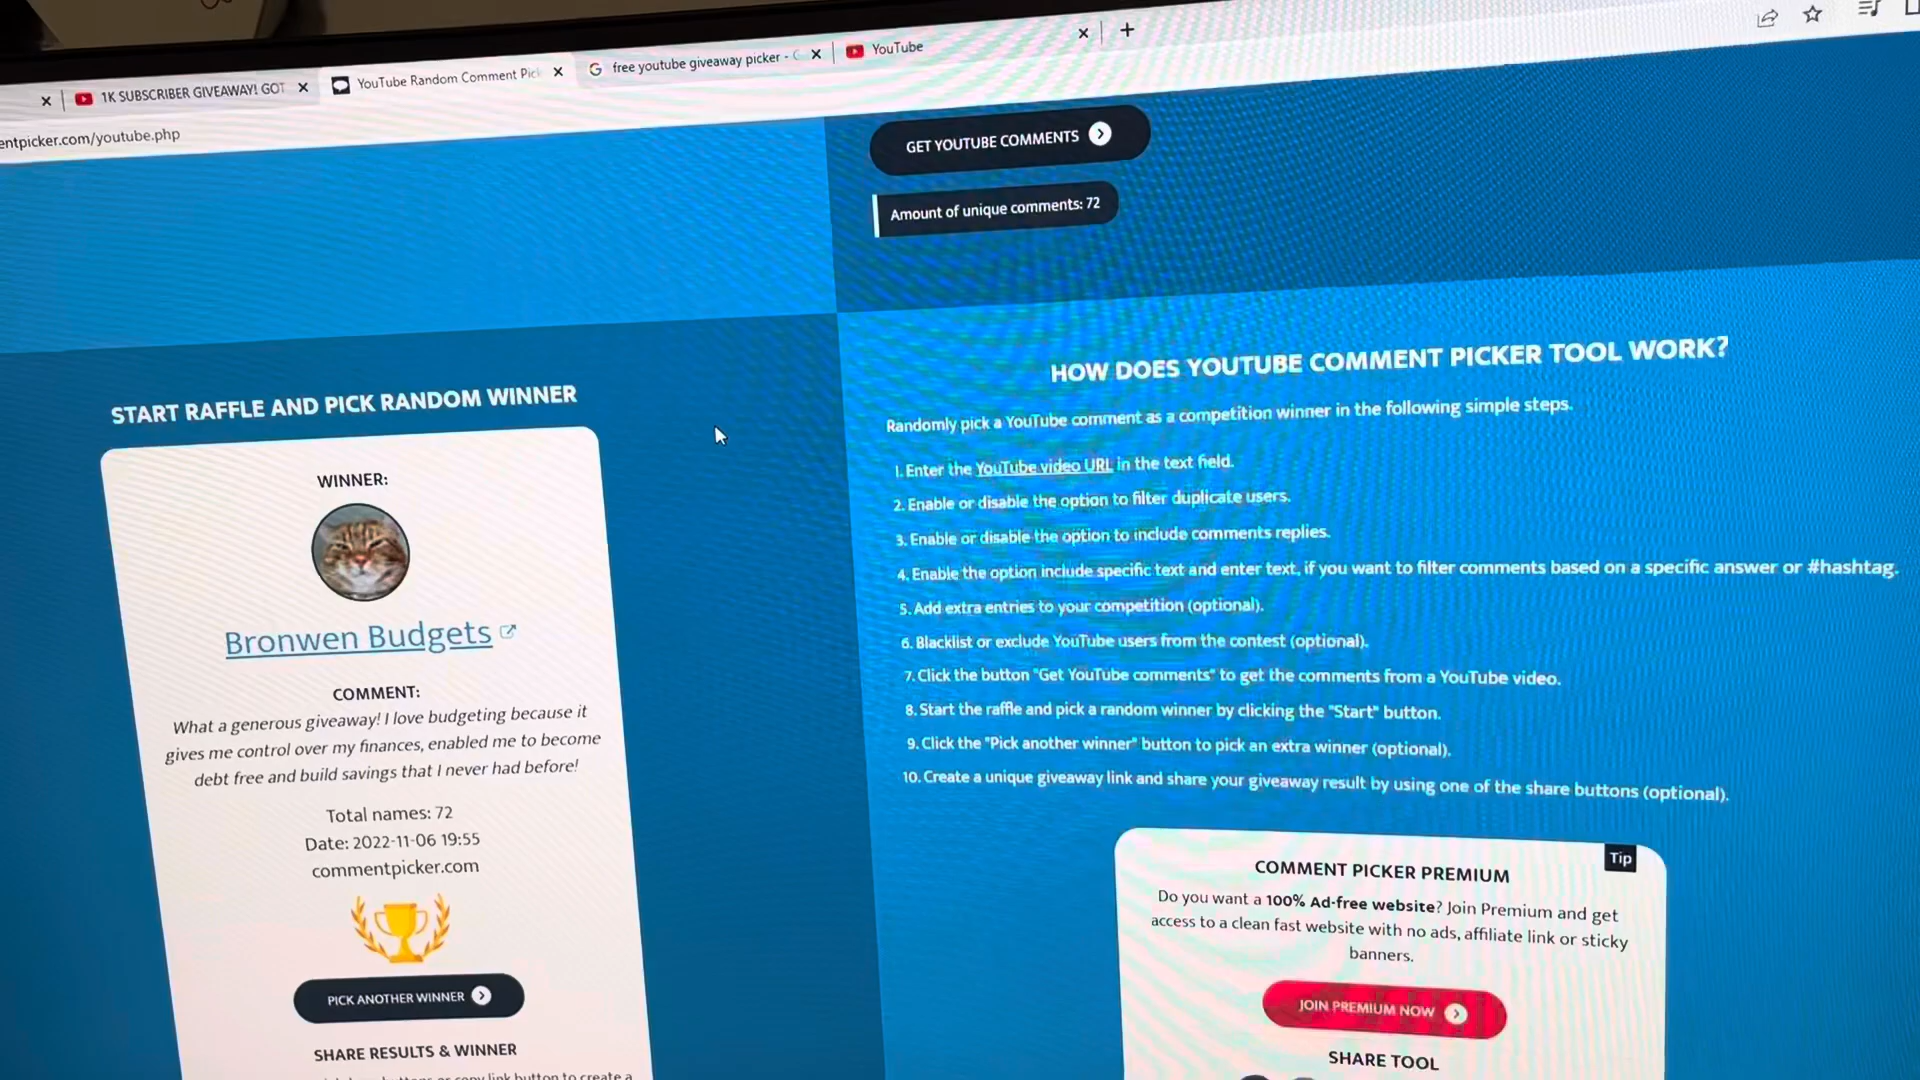 1K SUBSCRIBER GIVEAWAY! GOT
YouTube Random Comment Pick
free youtube giveaway picker -
YouTube
entpicker.com/youtube.php
GET YOUTUBE COMMENTS
Amount of unique comments: 72
START RAFFLE AND PICK RANDOM WINNER
WINNER:
Bronwen Budgets
COMMENT:
What a generous giveaway! I love budgeting because it
gives me control over my finances, enabled me to become
debt free and build savings that I never had before!
Total names: 72
Date: 2022-11-06 19:55
commentpicker.com
PICK ANOTHER WINNER
SHARE RESULTS & WINNER
copy link button to create a
HOW DOES YOUTUBE COMMENT PICKER TOOL WORK?
Randomly pick a YouTube comment as a competition winner in the following simple steps.
1. Enter the YouTube video URL in the text field.
2. Enable or disable the option to filter duplicate users.
3. Enable or disable the option to include comments replies.
4. Enable the option include specific text and enter text, if you want to filter comments based on a specific answer or #hashtag.
5. Add extra entries to your competition (optional).
6. Blacklist or exclude YouTube users from the contest (optional).
7. Click the button "Get YouTube comments" to get the comments from a YouTube video.
8. Start the raffle and pick a random winner by clicking the "Start" button.
9. Click the "Pick another winner" button to pick an extra winner (optional).
10. Create a unique giveaway link and share your giveaway result by using one of the share buttons (optional).
Tip
COMMENT PICKER PREMIUM
Do you want a 100% Ad-free website? Join Premium and get
access to a clean fast website with no ads, affiliate link or sticky
banners.
JOIN PREMIUM NOW
SHARE TOOL